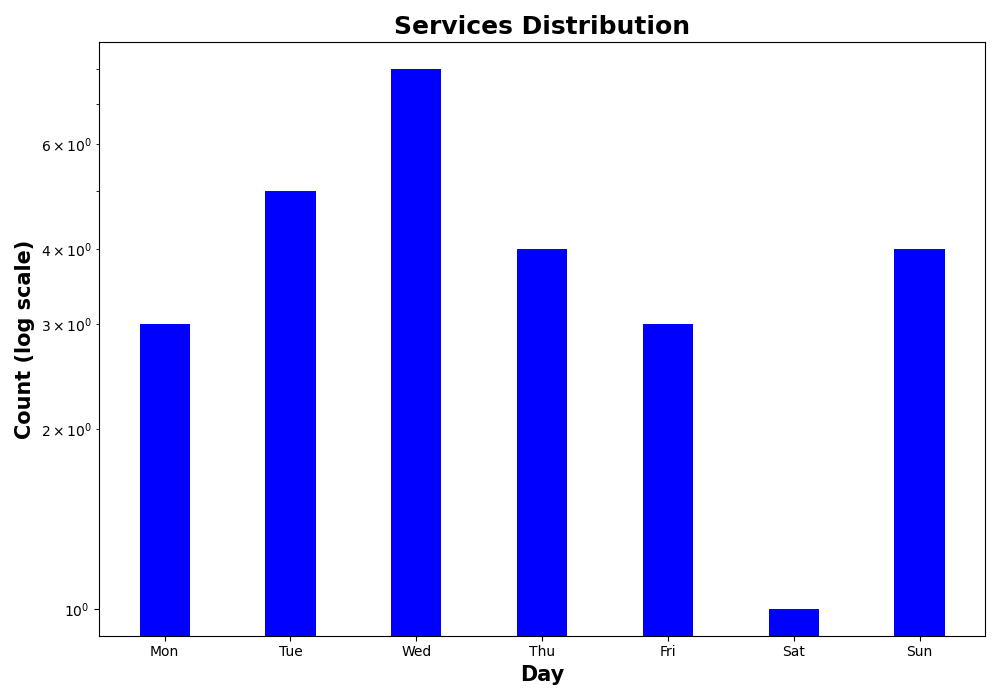 Services Distribution
Count (log scale)
6 × 10⁰
4 × 10⁰
3 × 10⁰
2 × 10⁰
10⁰
Mon Tue Wed Thu Fri Sat Sun
Day